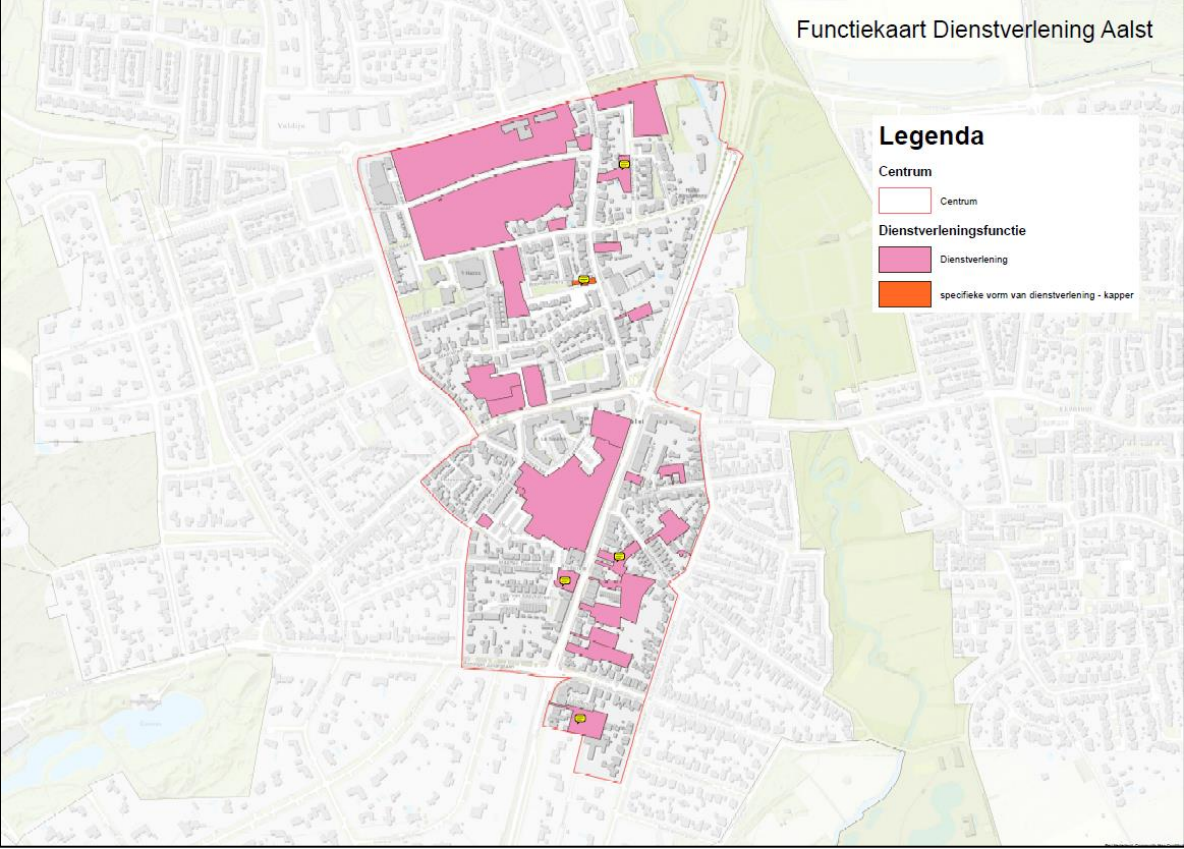 Functiekaart Dienstverlening Aalst
Legenda
Centrum
Centrum
Dienstverleningsfunctie
Dienstverlening
specifieke vorm van dienstverlening - kapper